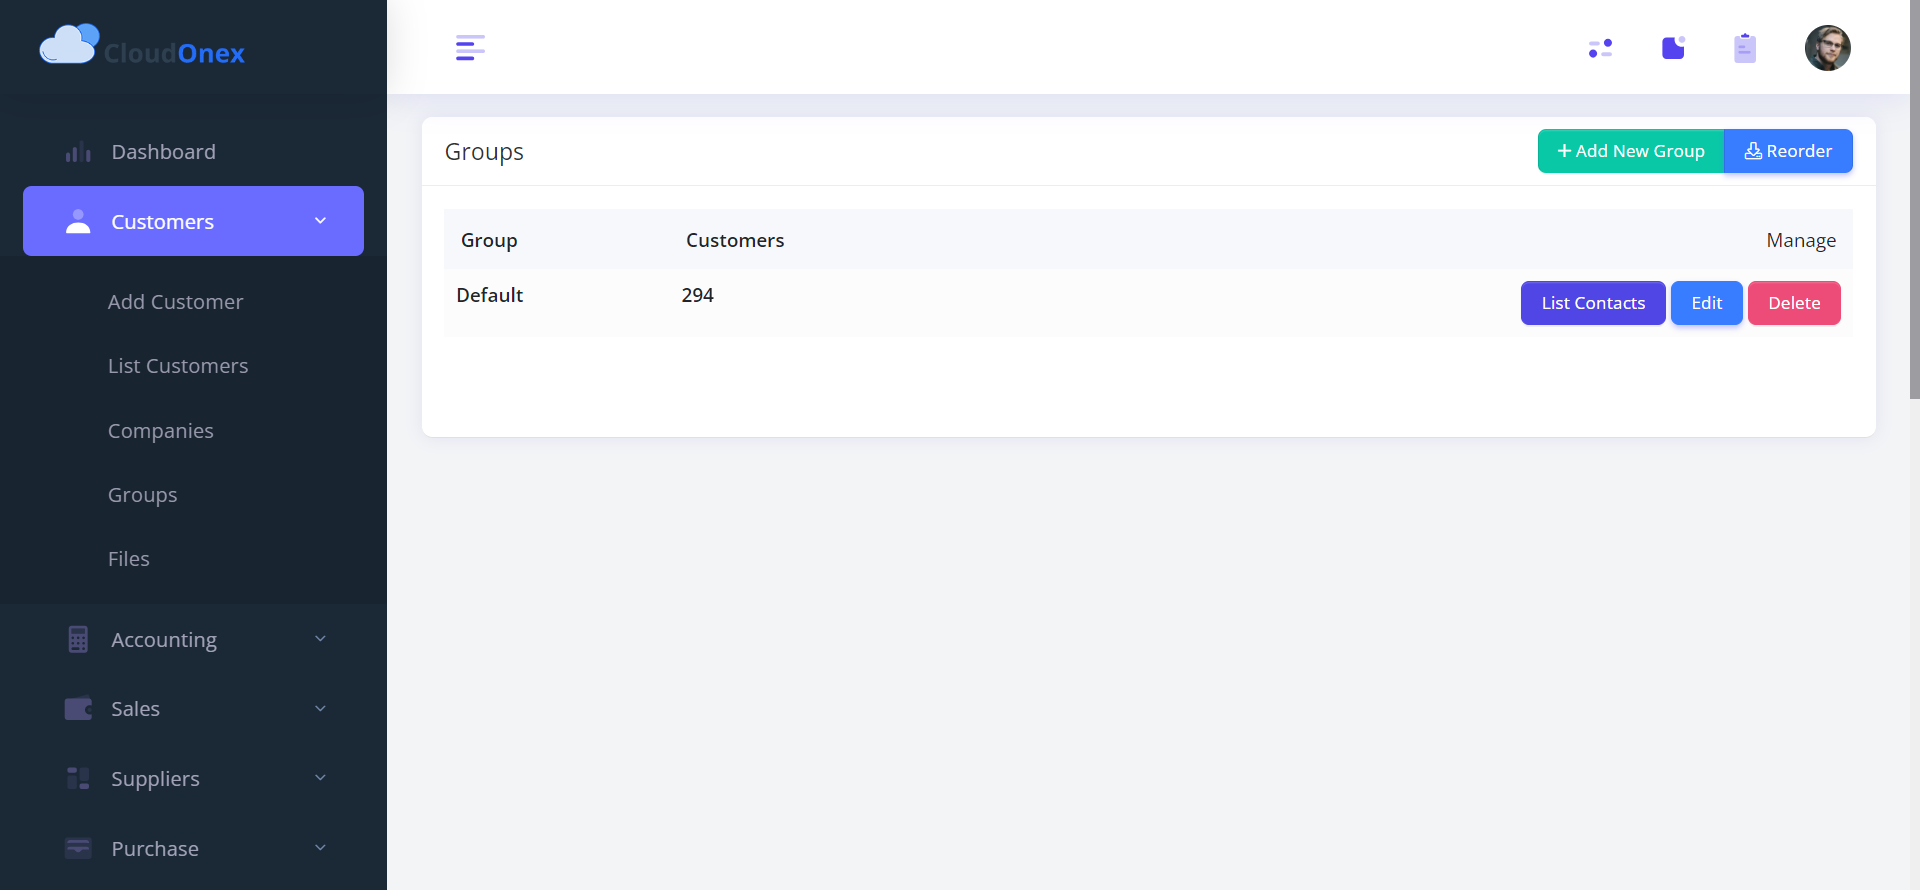 CloudOnex
Dashboard
Customers
Add Customer
List Customers
Companies
Groups
Files
Accounting
Sales
Suppliers
Purchase
Groups
Add New Group
Reorder
Group Customers Manage
Default 294 List Contacts Edit Delete